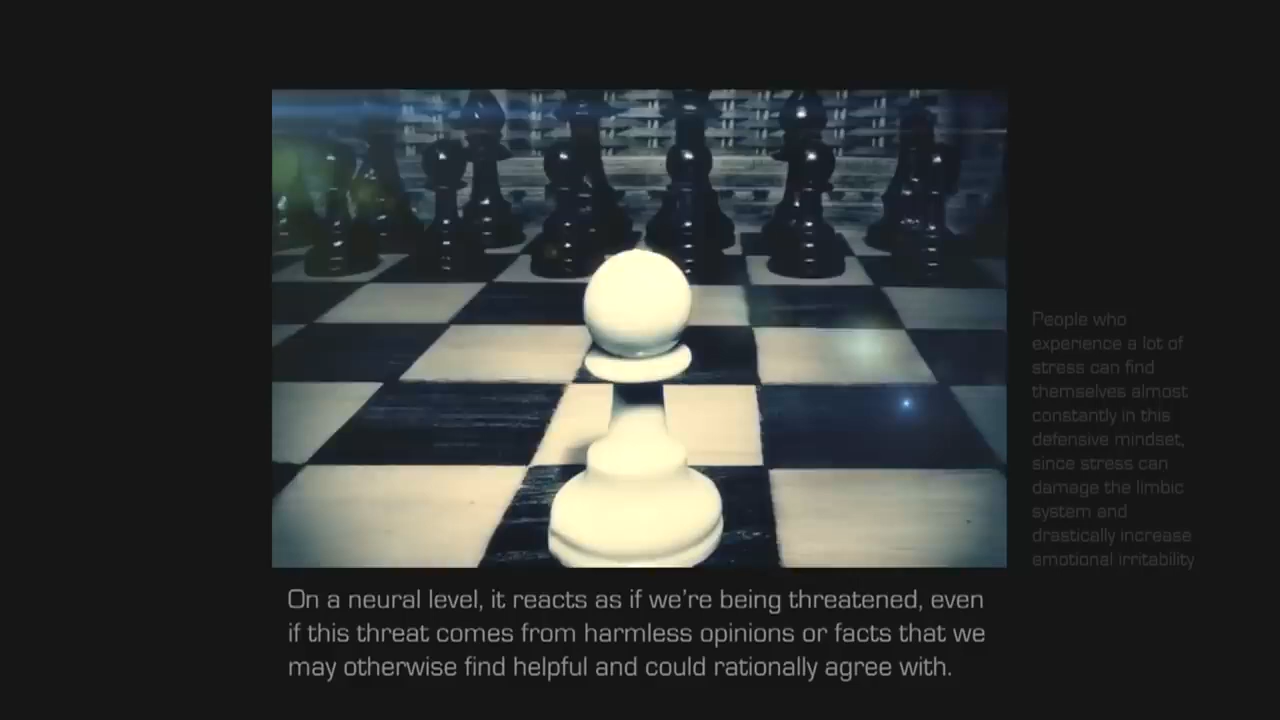 On a neural level, it reacts as if we're being threatened, even
if this threat comes from harmless opinions or facts that we
may otherwise find helpful and could rationally agree with.
People who
experience a lot of
stress can find
themselves almost
constantly in this
defensive mindset,
since stress can
damage the limbic
system and
drastically increase
emotional irritability